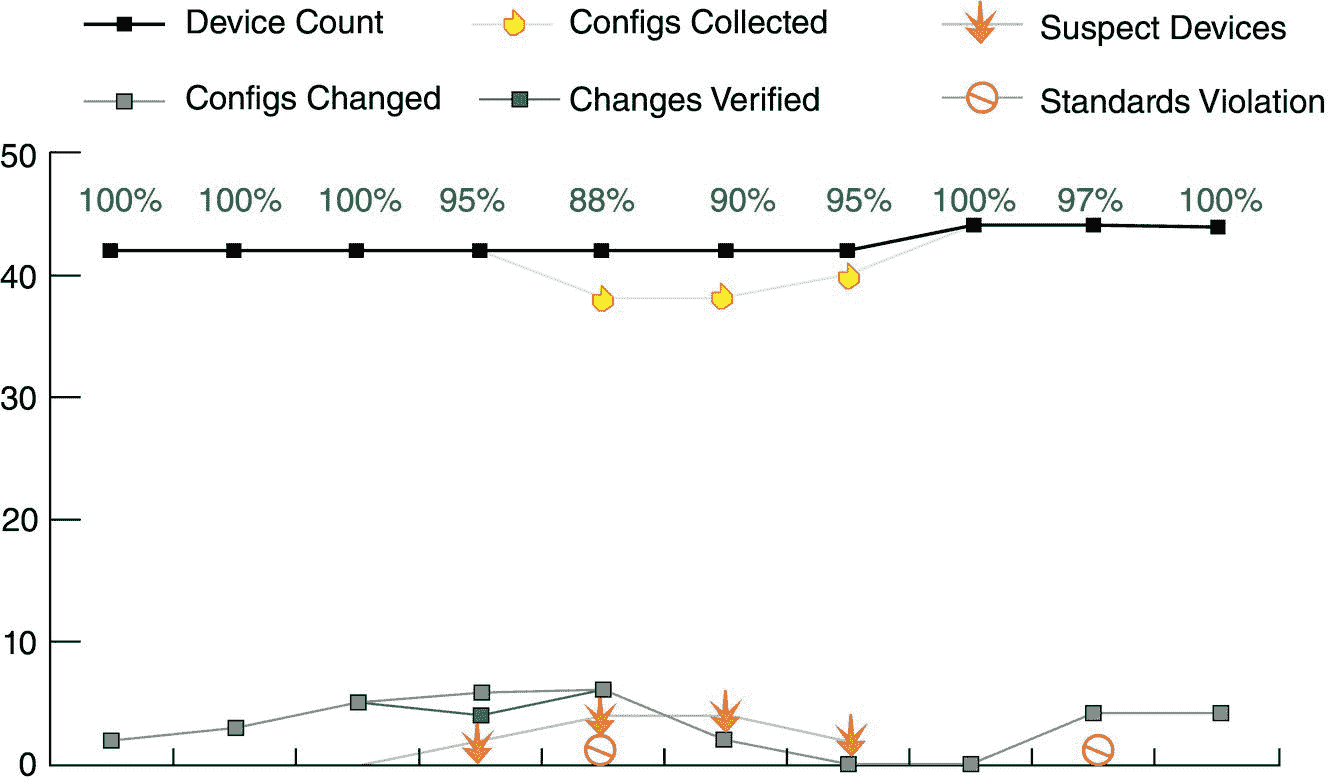 Device Count Configs Collected Suspect Devices
Configs Changed Changes Verified Standards Violation
50
100% 100% 100% 95% 88% 90% 95% 100% 97% 100%
40
30
20
10
0